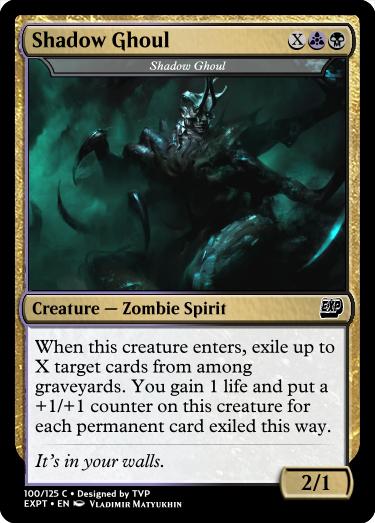 Shadow Ghoul X
Shadow Ghoul
Creature — Zombie Spirit EXP
When this creature enters, exile up to
X target cards from among
graveyards. You gain 1 life and put a
+1/+1 counter on this creature for
each permanent card exiled this way.
It's in your walls.
2/1
100/125 C • Designed by TVP
EXPT • EN Vladimir Matyukhin